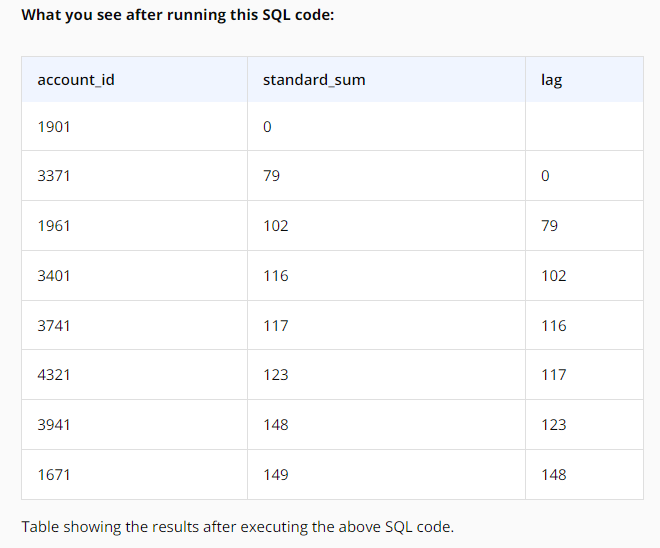 What you see after running this SQL code:
account_id standard_sum lag
1901 0
3371 79 0
1961 102 79
3401 116 102
3741 117 116
4321 123 117
3941 148 123
1671 149 148
Table showing the results after executing the above SQL code.